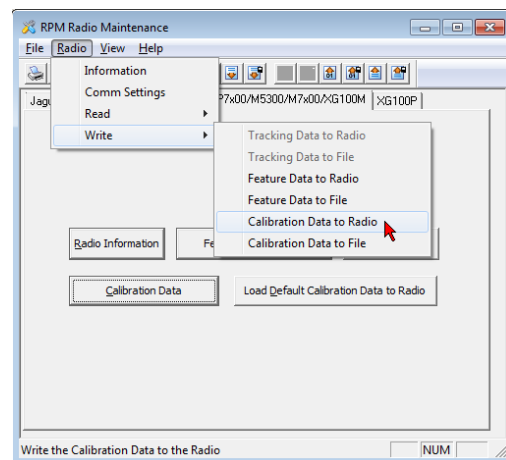 RPM Radio Maintenance
File Radio View Help
Information
Comm Settings
Read
Write
P7x00/M5300/M7x00/XG100M
XG100P
Tracking Data to Radio
Tracking Data to File
Feature Data to Radio
Feature Data to File
Calibration Data to Radio
Calibration Data to File
Radio Information
Calibration Data
Load Default Calibration Data to Radio
Write the Calibration Data to the Radio
NUM